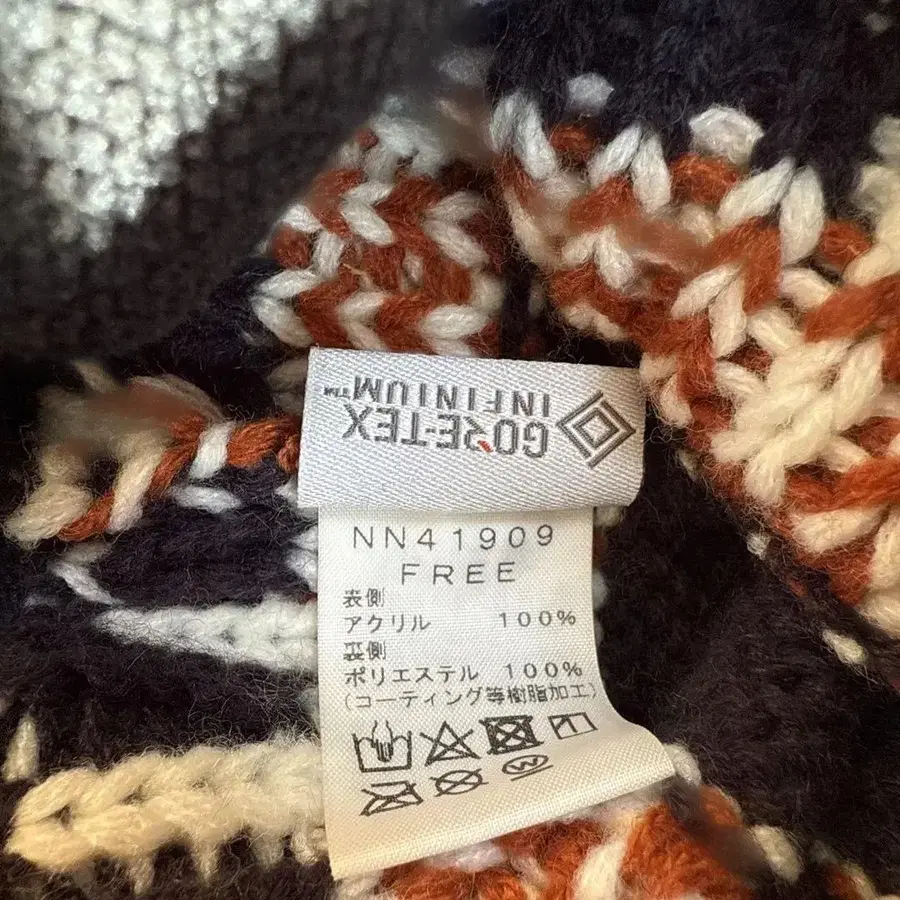 GORE-TEX
INFINIUM™
NN41909
FREE
表側
アクリル 100%
裏側
ポリエステル 100%
(コーティング等樹脂加工)
W